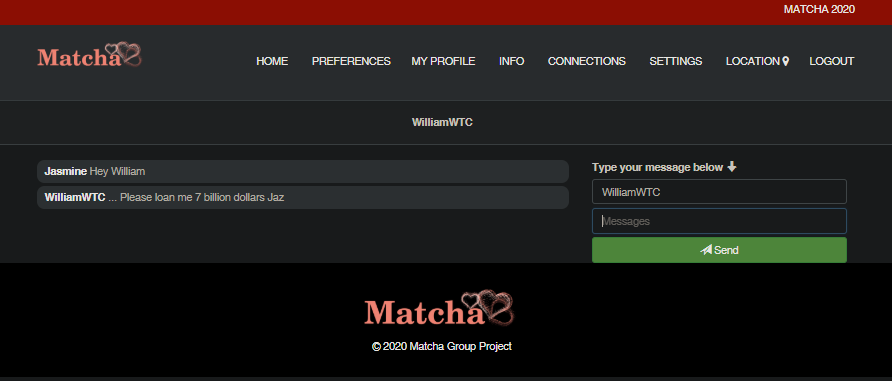 MATCHA 2020
Matcha
HOME PREFERENCES MY PROFILE INFO CONNECTIONS SETTINGS LOCATION LOGOUT
WilliamWTC
Jasmine Hey William
WilliamWTC ... Please loan me 7 billion dollars Jaz
Type your message below
WilliamWTC
Messages
Send
Matcha
© 2020 Matcha Group Project